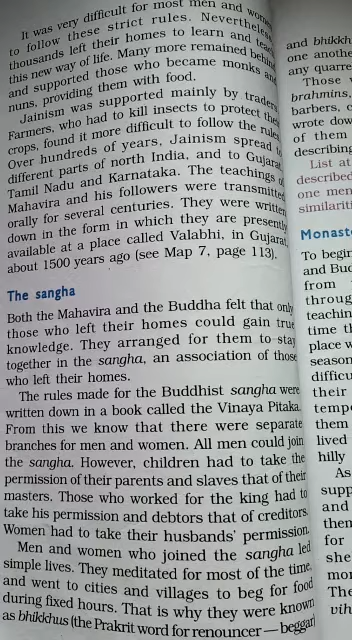 It was very difficult for most men and women
to follow these strict rules. Nevertheless
thousands left their homes to learn and teach
this new way of life. Many more remained behind
and supported those who became monks and
nuns, providing them with food.
Jainism was supported mainly by traders.
Farmers, who had to kill insects to protect their
crops, found it more difficult to follow the rules.
Over hundreds of years, Jainism spread to
different parts of north India, and to Gujarat,
Tamil Nadu and Karnataka. The teachings of
Mahavira and his followers were transmitted
orally for several centuries. They were written
down in the form in which they are presently
available at a place called Valabhi, in Gujarat,
about 1500 years ago (see Map 7, page 113).
The sangha
Both the Mahavira and the Buddha felt that only
those who left their homes could gain true
knowledge. They arranged for them to stay
together in the sangha, an association of those
who left their homes.
The rules made for the Buddhist sangha were
written down in a book called the Vinaya Pitaka.
From this we know that there were separate
branches for men and women. All men could join
the sangha. However, children had to take the
permission of their parents and slaves that of their
masters. Those who worked for the king had to
take his permission and debtors that of creditors.
Women had to take their husbands' permission.
Men and women who joined the sangha led
simple lives. They meditated for most of the time,
and went to cities and villages to beg for food
during fixed hours. That is why they were known
as bhikkhus (the Prakrit word for renouncer — beggar)
and bhikkh
one anoth
any quarre
Those
brahmins,
barbers, c
wrote dow
of them
describing
List at
described
one men
similariti
Monast
To begin
and Bud
from
throug
teachin
time th
place w
season
difficu
their
tempo
them
lived
hilly
As
supp
and
then
for
she
mor
The
vih